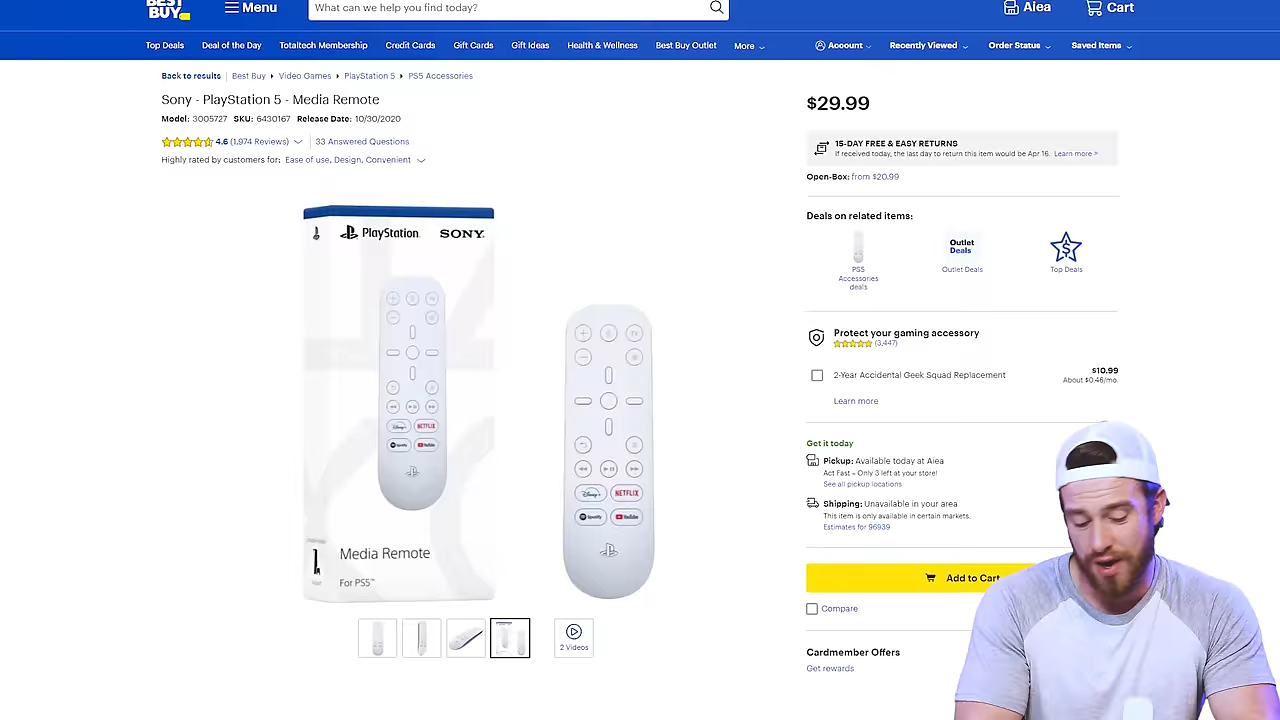 BEST BUY
Menu
What can we help you find today?
Aiea
Cart
Top Deals
Deal of the Day
Totaltech Membership
Credit Cards
Gift Cards
Gift Ideas
Health & Wellness
Best Buy Outlet
More
Account
Recently Viewed
Order Status
Saved Items
Back to results
Best Buy
Video Games
PlayStation 5
PS5 Accessories
Sony - PlayStation 5 - Media Remote
Model: 3005727 SKU: 6430167 Release Date: 10/30/2020
4.6 (1,974 Reviews)
33 Answered Questions
Highly rated by customers for: Ease of use, Design, Convenient
PlayStation
SONY
TV
Disney+
NETFLIX
Spotify
YouTube
Media Remote
For PS5™
TV
Disney+
NETFLIX
Spotify
YouTube
2 Videos
$29.99
15-DAY FREE & EASY RETURNS
If received today, the last day to return this item would be Apr 16. Learn more >
Open-Box: from $20.99
Deals on related items:
PS5
Accessories
deals
Outlet
Deals
Outlet Deals
Top Deals
Protect your gaming accessory
(3,447)
2-Year Accidental Geek Squad Replacement
$10.99
About $0.46/mo.
Learn more
Get it today
Pickup: Available today at Aiea
Act Fast – Only 3 left at your store!
See all pickup locations
Shipping: Unavailable in your area
This item is only available in certain markets.
Estimates for 96939
Add to Cart
Compare
Cardmember Offers
Get rewards